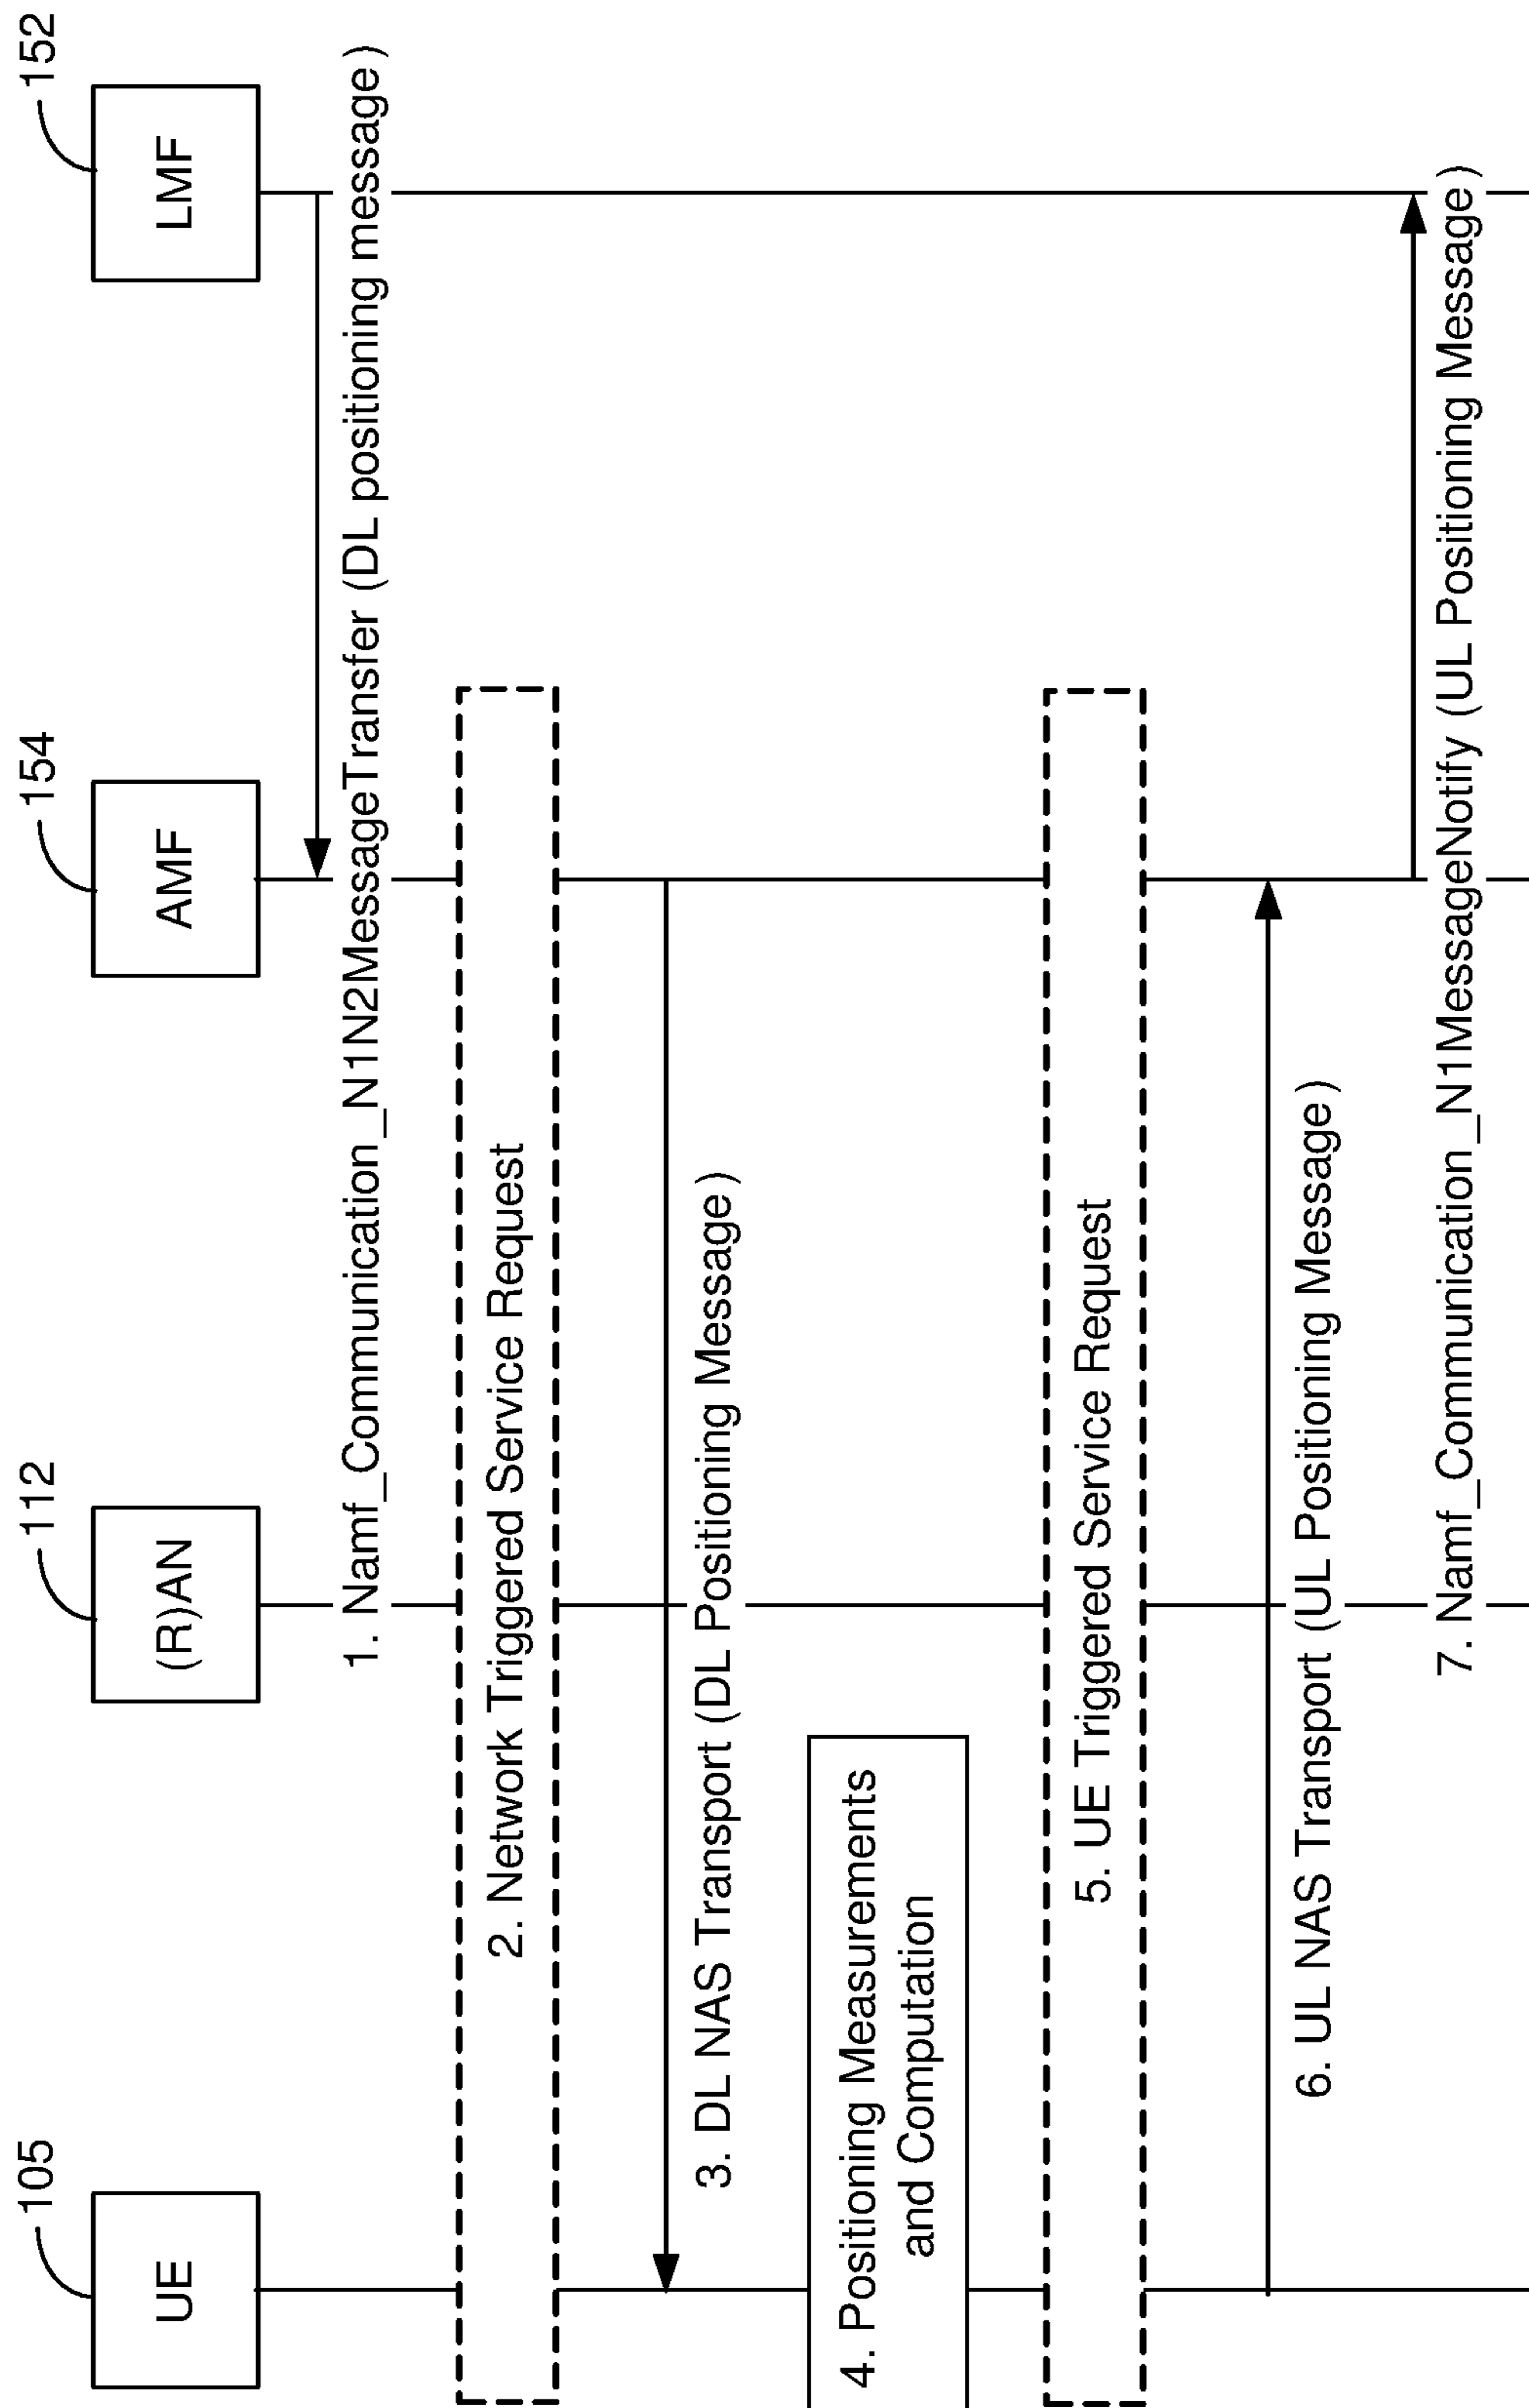 105
112
154
152
UE
(R)AN
AMF
LMF
1. Namf_Communication_N1N2MessageTransfer (DL positioning message)
2. Network Triggered Service Request
3. DL NAS Transport (DL Positioning Message)
4. Positioning Measurements
and Computation
5. UE Triggered Service Request
6. UL NAS Transport (UL Positioning Message)
7. Namf_Communication_N1MessageNotify (UL Positioning Message)